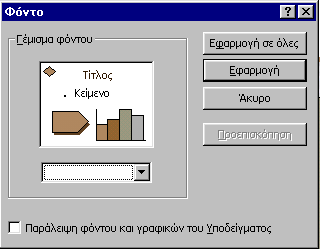 Φόντο
Γέμισμα φόντου
Τίτλος
. Κείμενο
Εφαρμογή σε όλες
Εφαρμογή
Άκυρο
Προεπισκόπηση
Παράλειψη φόντου και γραφικών του Υποδείγματος